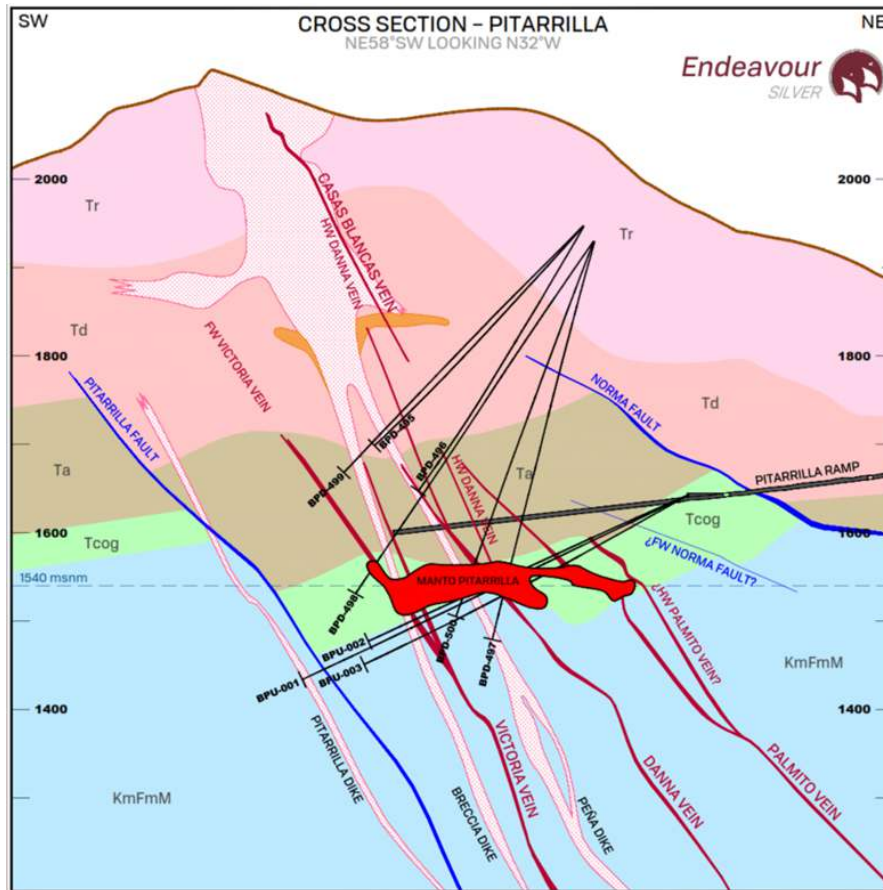 SW
CROSS SECTION – PITARRILLA
NE
NE58°SW LOOKING N32°W
Endeavour
SILVER
2000
2000
Tr
Tr
CASAS BLANCAS VEIN
HW DANNA VEIN
1800
1800
Td
Td
FW VICTORIA VEIN
PITARRILLA FAULT
NORMA FAULT
BPD-495
BPD-496
BPD-499
HW DANNA VEIN
Ta
Ta
PITARRILLA RAMP
1600
1600
Tcog
Tcog
¿FW NORMA FAULT?
1540 msnm
MANTO PITARRILLA
BPD-498
BPD-500
BPD-497
BPU-002
BPU-003
BPU-001
¿HW PALMITO VEIN?
KmFmM
1400
1400
PITARRILLA DIKE
VICTORIA VEIN
DANNA VEIN
PALMITO VEIN
KmFmM
BRECCIA DIKE
PEÑA DIKE